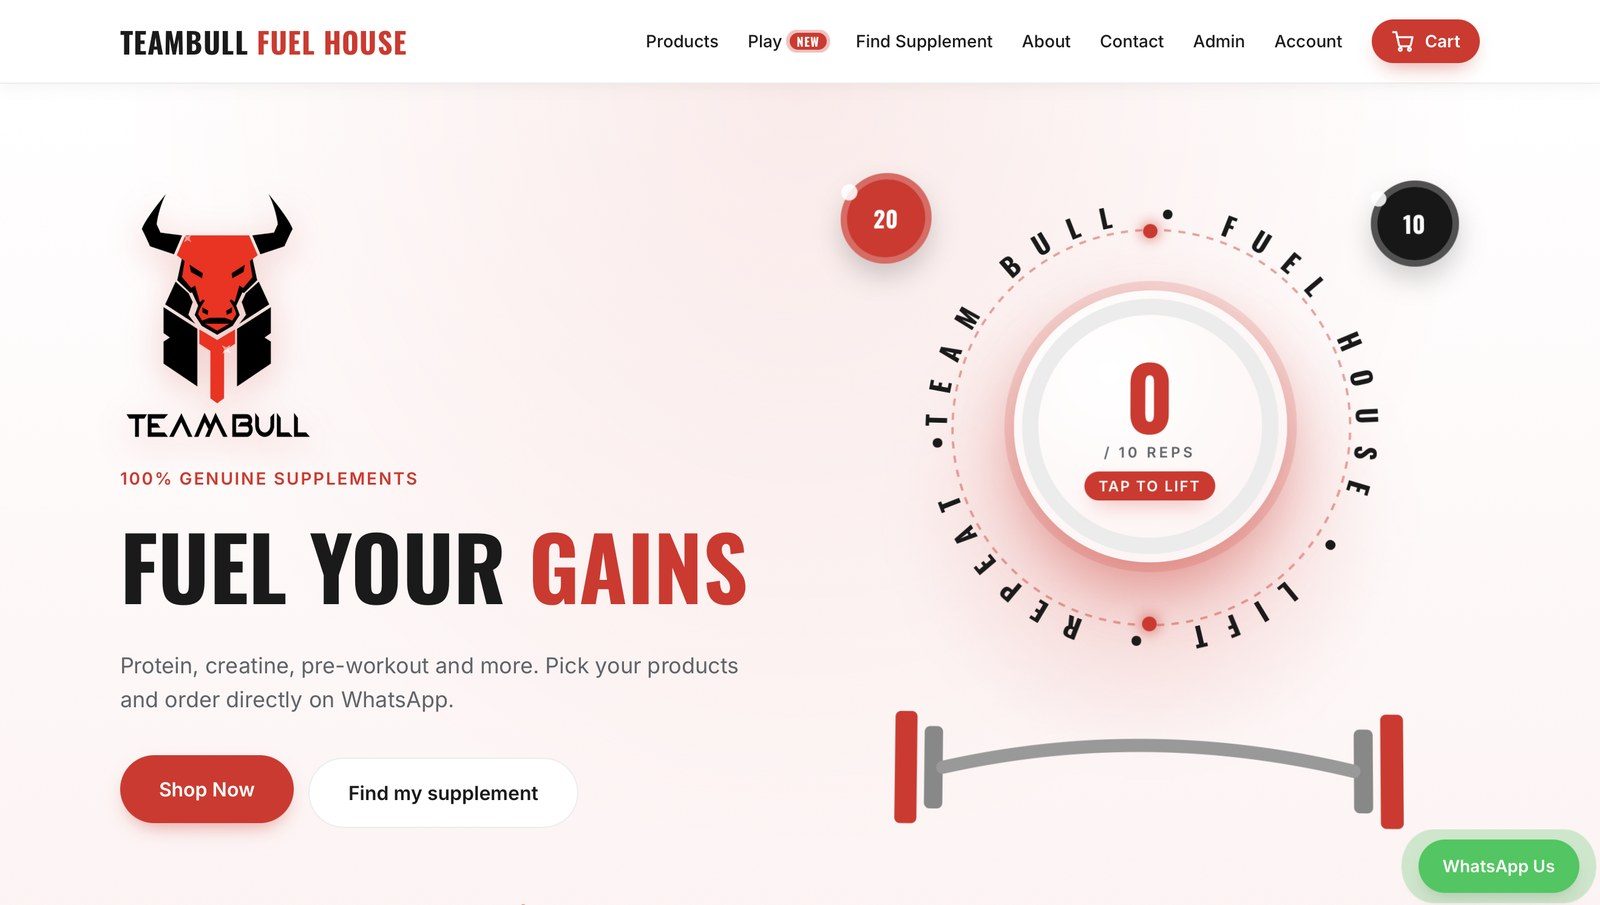 TEAMBULL FUEL HOUSE
Products
Play NEW
Find Supplement
About
Contact
Admin
Account
Cart
TEAM BULL
100% GENUINE SUPPLEMENTS
FUEL YOUR GAINS
Protein, creatine, pre-workout and more. Pick your products
and order directly on WhatsApp.
Shop Now
Find my supplement
20
10
TEAM BULL • FUEL HOUSE • LIFT • REPEAT •
0
/ 10 REPS
TAP TO LIFT
WhatsApp Us